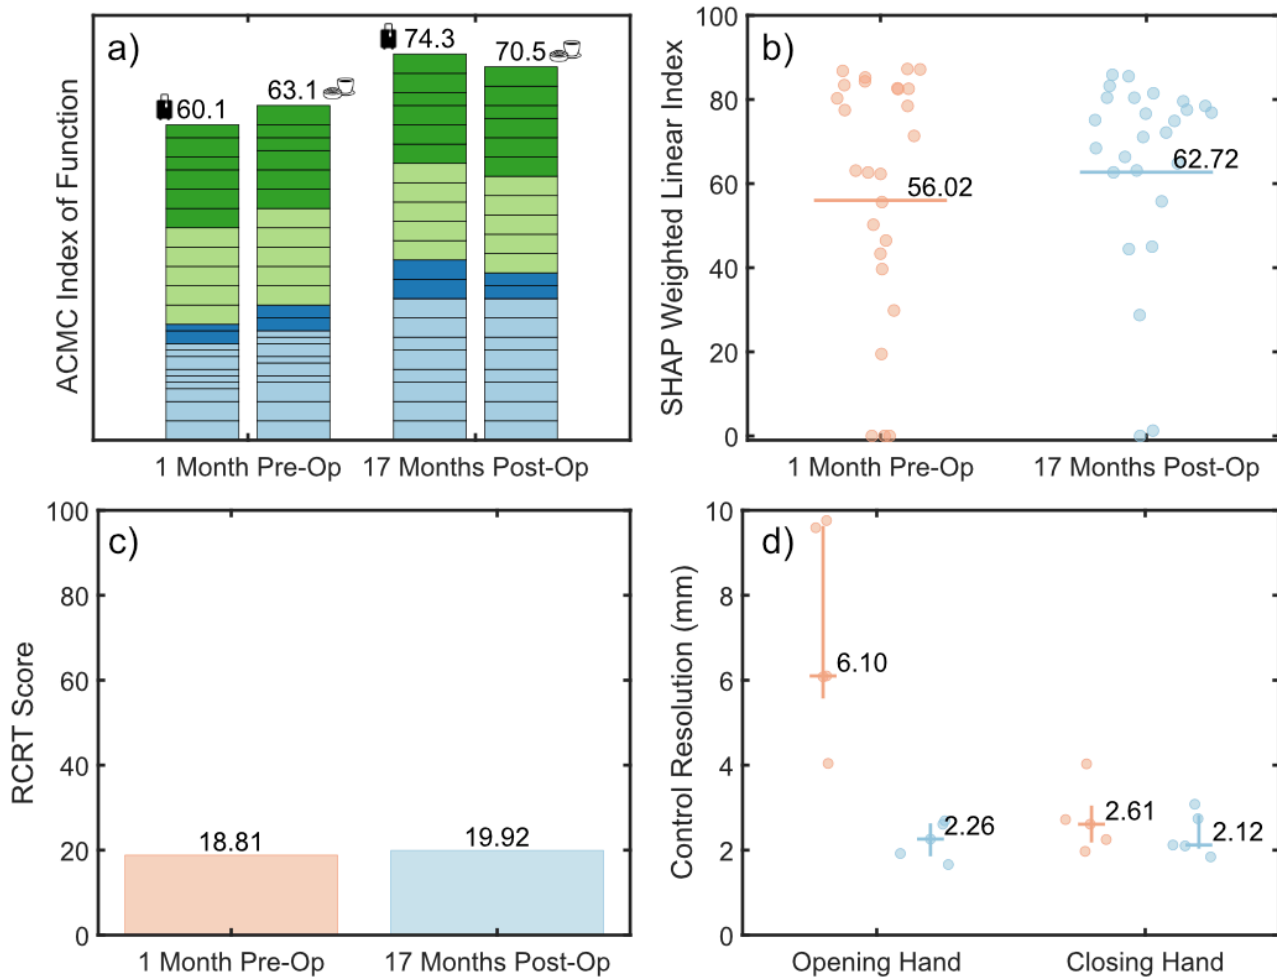 a)
ACMC Index of Function
60.1
63.1
74.3
70.5
1 Month Pre-Op
17 Months Post-Op
b)
SHAP Weighted Linear Index
100
80
60
40
20
0
56.02
62.72
1 Month Pre-Op
17 Months Post-Op
c)
RCRT Score
100
80
60
40
20
0
18.81
19.92
1 Month Pre-Op
17 Months Post-Op
d)
Control Resolution (mm)
10
8
6
4
2
0
6.10
2.26
2.61
2.12
Opening Hand
Closing Hand